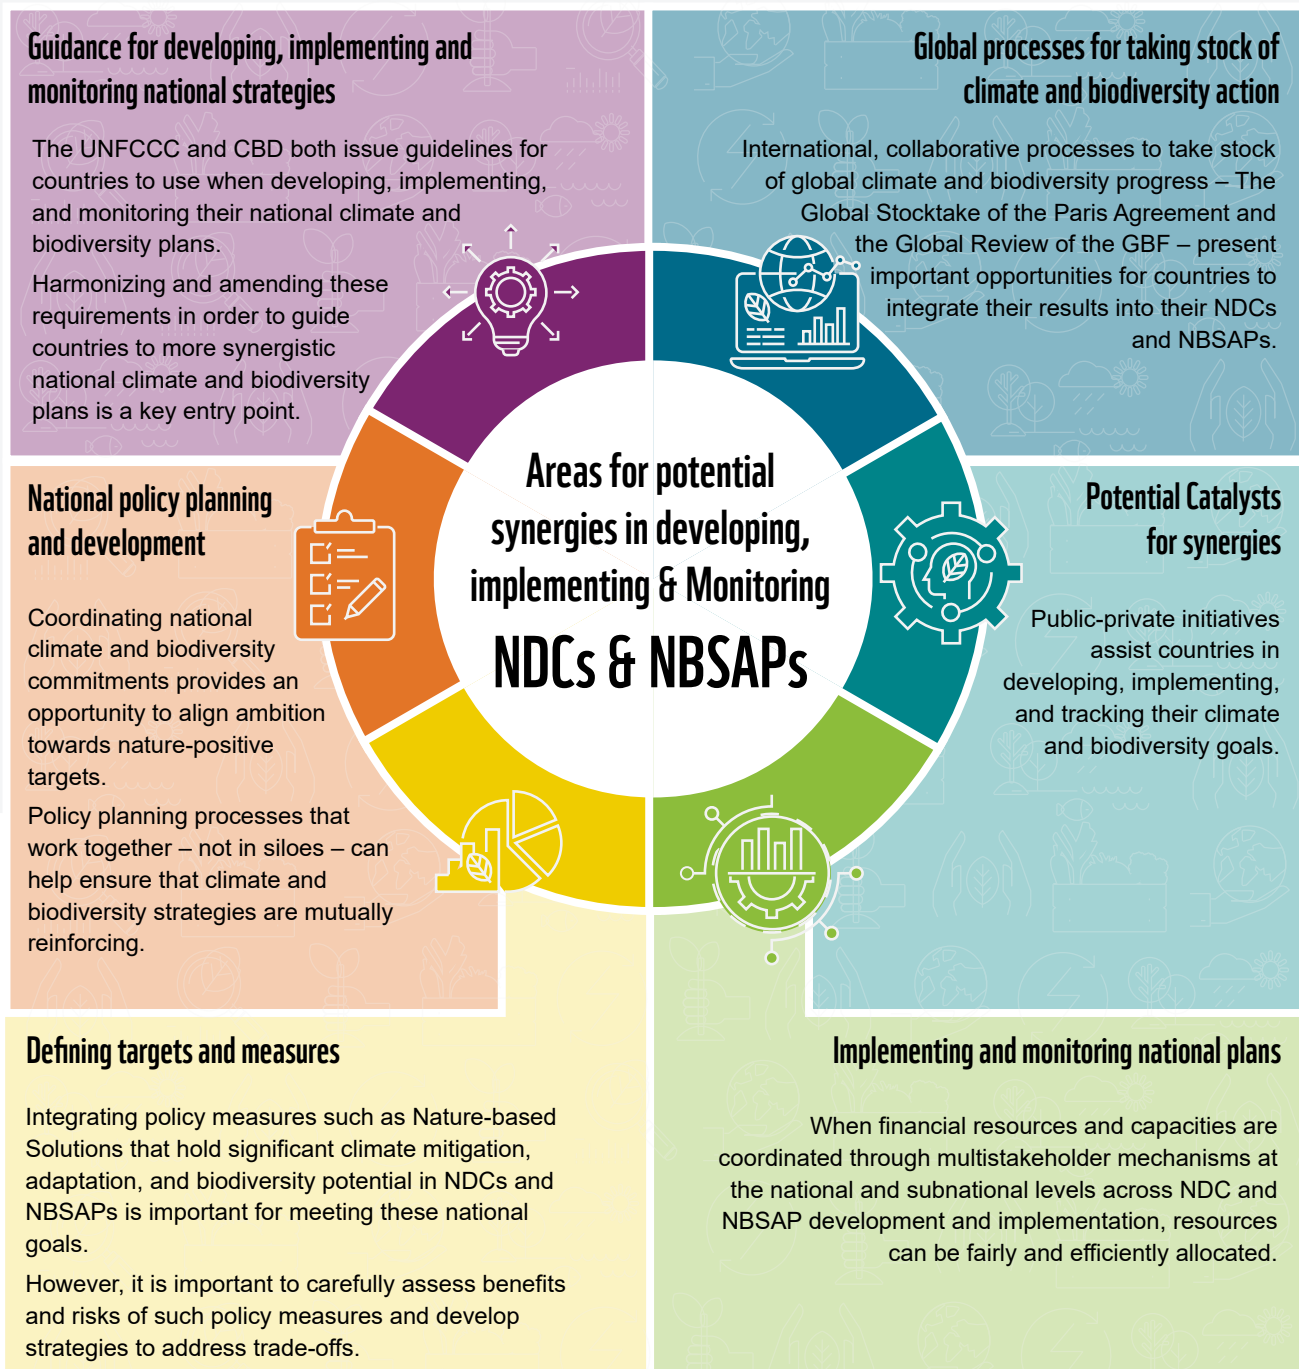 Guidance for developing, implementing and
monitoring national strategies
The UNFCCC and CBD both issue guidelines for
countries to use when developing, implementing,
and monitoring their national climate and
biodiversity plans.
Harmonizing and amending these
requirements in order to guide
countries to more synergistic
national climate and biodiversity
plans is a key entry point.
Global processes for taking stock of
climate and biodiversity action
International, collaborative processes to take stock
of global climate and biodiversity progress – The
Global Stocktake of the Paris Agreement and
the Global Review of the GBF – present
important opportunities for countries to
integrate their results into their NDCs
and NBSAPs.
Areas for potential
synergies in developing,
implementing & Monitoring
NDCs & NBSAPs
National policy planning
and development
Coordinating national
climate and biodiversity
commitments provides an
opportunity to align ambition
towards nature-positive
targets.
Policy planning processes that
work together – not in siloes – can
help ensure that climate and
biodiversity strategies are mutually
reinforcing.
Potential Catalysts
for synergies
Public-private initiatives
assist countries in
developing, implementing,
and tracking their climate
and biodiversity goals.
Defining targets and measures
Integrating policy measures such as Nature-based
Solutions that hold significant climate mitigation,
adaptation, and biodiversity potential in NDCs and
NBSAPs is important for meeting these national
goals.
However, it is important to carefully assess benefits
and risks of such policy measures and develop
strategies to address trade-offs.
Implementing and monitoring national plans
When financial resources and capacities are
coordinated through multistakeholder mechanisms at
the national and subnational levels across NDC and
NBSAP development and implementation, resources
can be fairly and efficiently allocated.